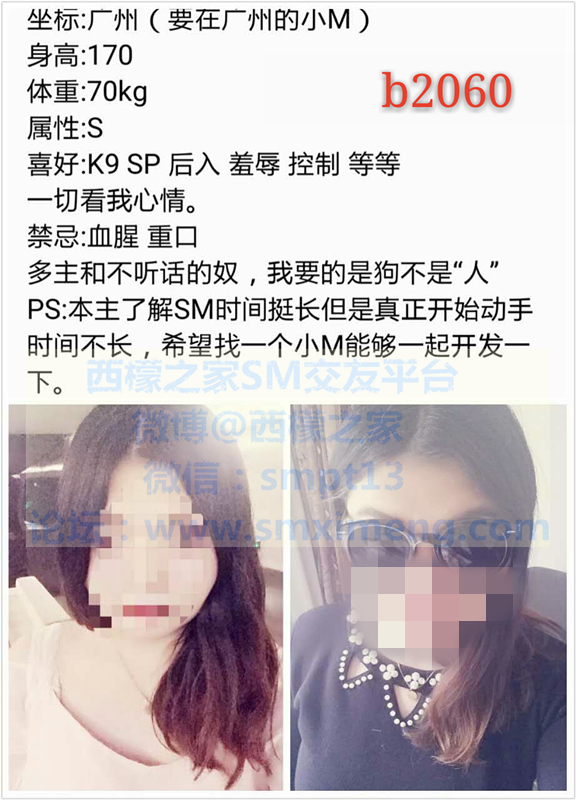 坐标:广州（要在广州的小M）
身高:170
体重:70kg
b2060
属性:S
喜好:K9 SP 后入 羞辱 控制 等等
一切看我心情。
禁忌:血腥 重口
多主和不听话的奴，我要的是狗不是“人”
PS:本主了解SM时间挺长但是真正开始动手
时间不长，希望找一个小M能够一起开发一
下。
西檬之家SM交友平台
微博@西檬之家
微信：smpt13
论坛：www.smximeng.com